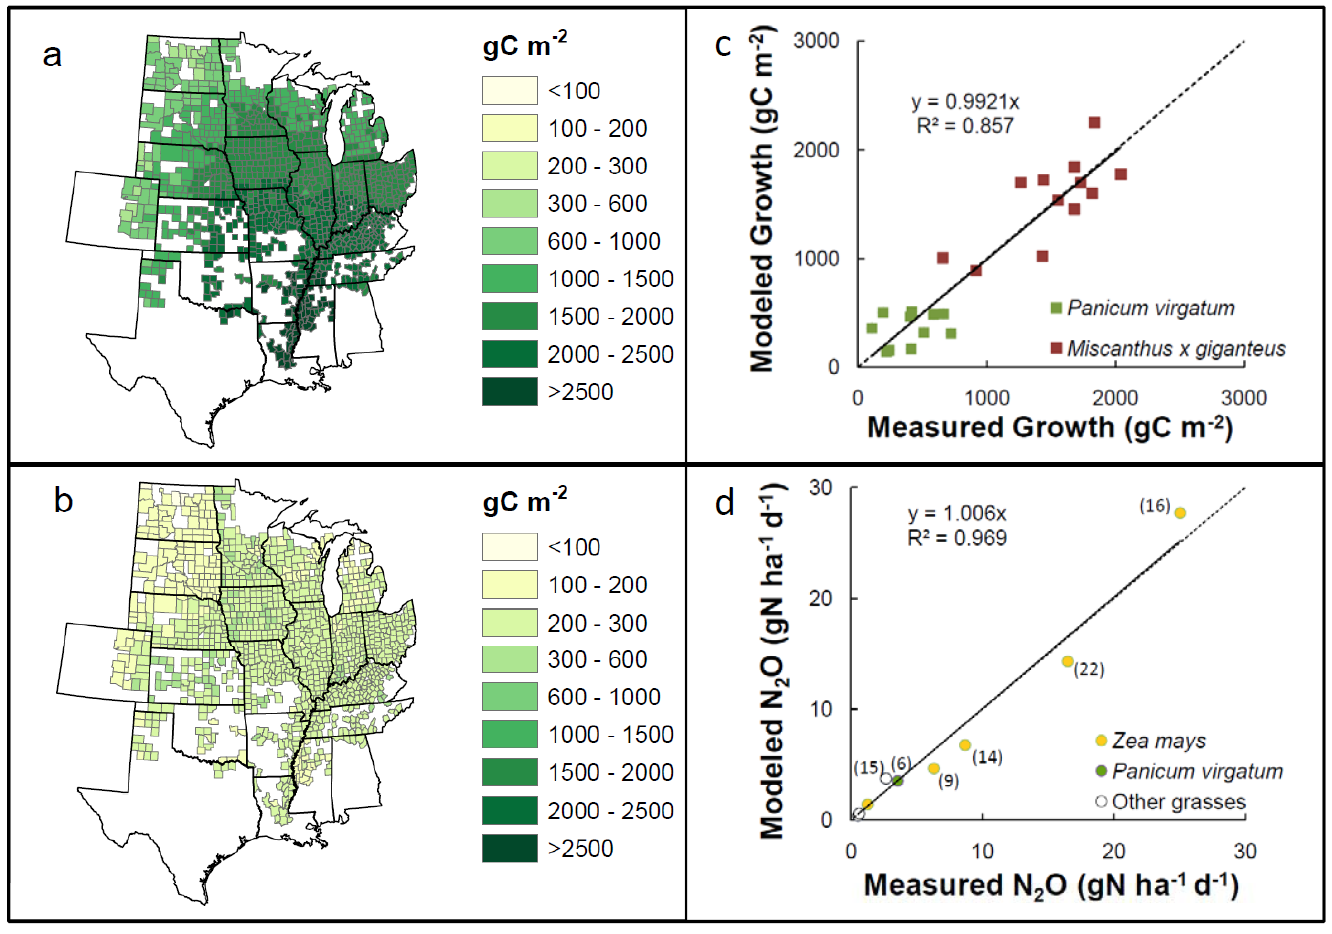 a
gC m-2
<100
100 - 200
200 - 300
300 - 600
600 - 1000
1000 - 1500
1500 - 2000
2000 - 2500
>2500
c
Modeled Growth (gC m-2)
3000
2000
1000
0
y = 0.9921x
R² = 0.857
Panicum virgatum
Miscanthus x giganteus
0 1000 2000 3000
Measured Growth (gC m-2)
b
gC m-2
<100
100 - 200
200 - 300
300 - 600
600 - 1000
1000 - 1500
1500 - 2000
2000 - 2500
>2500
d
Modeled N2O (gN ha-1 d-1)
30
20
10
0
y = 1.006x
R² = 0.969
(16)
(22)
(14)
(9)
(15) (6)
Zea mays
Panicum virgatum
Other grasses
0 10 20 30
Measured N2O (gN ha-1 d-1)